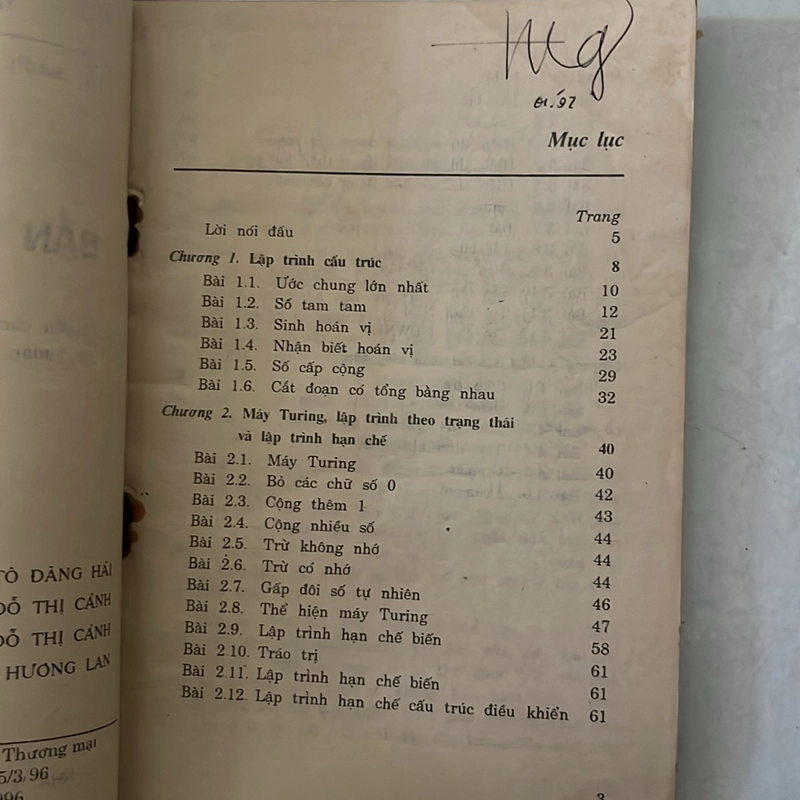 BẢN
TÔ ĐĂNG HẢI
ĐỖ THỊ CẢNH
ĐỖ THỊ CẢNH
HƯƠNG LAN
Thương mại
5/3/96
996
01.97
Mục lục
Trang
Lời nói đầu 5
Chương 1. Lập trình cấu trúc 8
Bài 1.1. Ước chung lớn nhất 10
Bài 1.2. Số tam tam 12
Bài 1.3. Sinh hoán vị 21
Bài 1.4. Nhận biết hoán vị 23
Bài 1.5. Số cấp cộng 29
Bài 1.6. Cắt đoạn có tổng bằng nhau 32
Chương 2. Máy Turing, lập trình theo trạng thái
và lập trình hạn chế 40
Bài 2.1. Máy Turing 40
Bài 2.2. Bỏ các chữ số 0 42
Bài 2.3. Cộng thêm 1 43
Bài 2.4. Cộng nhiều số 44
Bài 2.5. Trừ không nhớ 44
Bài 2.6. Trừ có nhớ 44
Bài 2.7. Gấp đôi số tự nhiên 46
Bài 2.8. Thể hiện máy Turing 47
Bài 2.9. Lập trình hạn chế biến 58
Bài 2.10. Tráo trị 61
Bài 2.11. Lập trình hạn chế biến 61
Bài 2.12. Lập trình hạn chế cấu trúc điều khiển 61
3